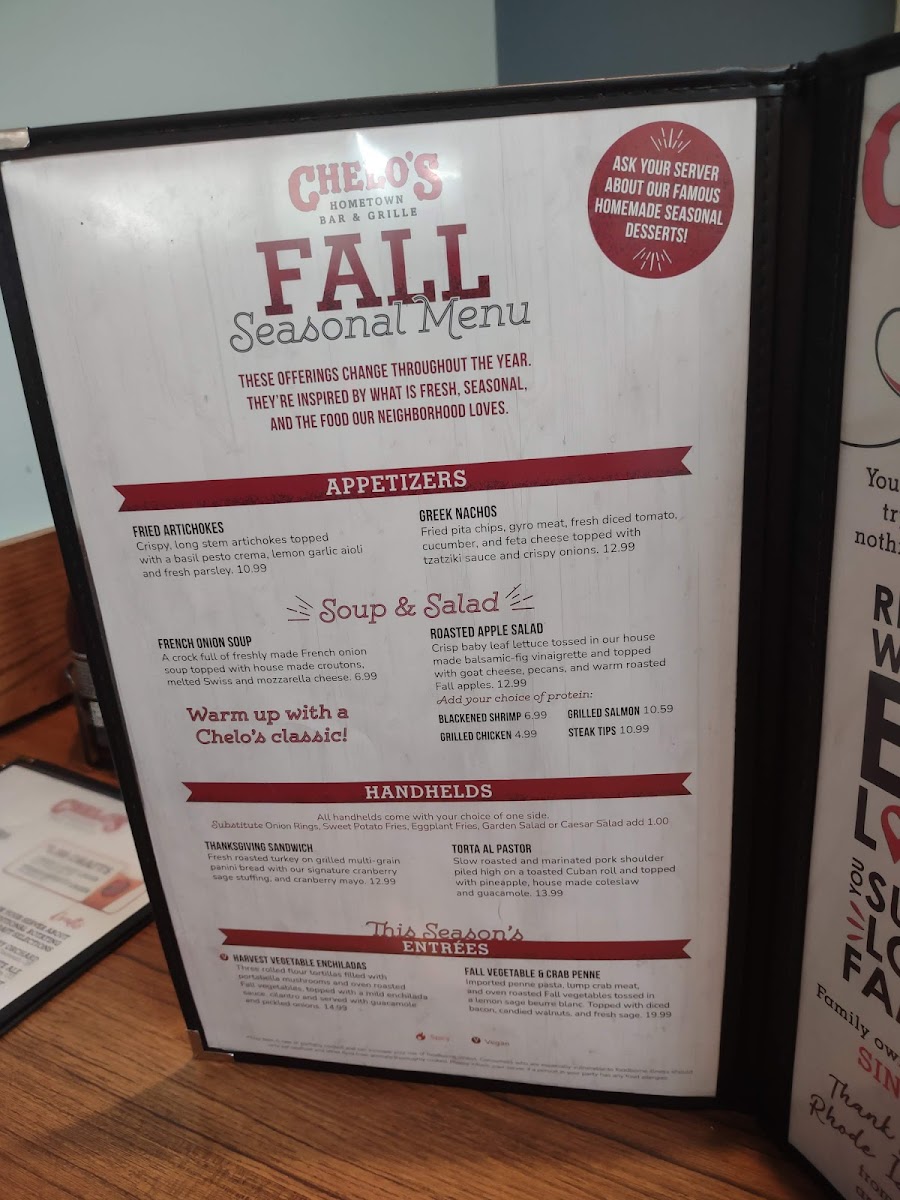 CHELO'S
HOMETOWN
BAR & GRILLE
FALL
Seasonal Menu
ASK YOUR SERVER
ABOUT OUR FAMOUS
HOMEMADE SEASONAL
DESSERTS!
THESE OFFERINGS CHANGE THROUGHOUT THE YEAR.
THEY'RE INSPIRED BY WHAT IS FRESH, SEASONAL,
AND THE FOOD OUR NEIGHBORHOOD LOVES.
APPETIZERS
FRIED ARTICHOKES
Crispy, long stem artichokes topped
with a basil pesto crema, lemon garlic aioli
and fresh parsley. 10.99
GREEK NACHOS
Fried pita chips, gyro meat, fresh diced tomato,
cucumber, and feta cheese topped with
tzatziki sauce and crispy onions. 12.99
Soup & Salad
FRENCH ONION SOUP
A crock full of freshly made French onion
soup topped with house made croutons,
melted Swiss and mozzarella cheese. 6.99
Warm up with a
Chelo's classic!
ROASTED APPLE SALAD
Crisp baby leaf lettuce tossed in our house
made balsamic-fig vinaigrette and topped
with goat cheese, pecans, and warm roasted
Fall apples. 12.99
Add your choice of protein:
BLACKENED SHRIMP 6.99 GRILLED SALMON 10.59
GRILLED CHICKEN 4.99 STEAK TIPS 10.99
HANDHELDS
All handhelds come with your choice of one side.
Substitute Onion Rings, Sweet Potato Fries, Eggplant Fries, Garden Salad or Caesar Salad add 1.00
THANKSGIVING SANDWICH
Fresh roasted turkey on grilled multi-grain
panini bread with our signature cranberry
sage stuffing, and cranberry mayo. 12.99
TORTA AL PASTOR
Slow roasted and marinated pork shoulder
piled high on a toasted Cuban roll and topped
with pineapple, house made coleslaw
and guacamole. 13.99
This Season's
ENTRÉES
HARVEST VEGETABLE ENCHILADAS
Three rolled flour tortillas filled with
portabella mushrooms and oven roasted
Fall vegetables, topped with a mild enchilada
sauce, cilantro and served with guacamole
and pickled onions. 14.99
FALL VEGETABLE & CRAB PENNE
Imported penne pasta, lump crab meat,
and oven roasted Fall vegetables tossed in
a lemon sage beurre blanc. Topped with diced
bacon, candied walnuts, and fresh sage. 19.99
Spicy Vegan
You
tr
nothi
LO
YOU
SU
LO
FA
Family ow
SIN
Thank
Rhode I
from
CHELO'S